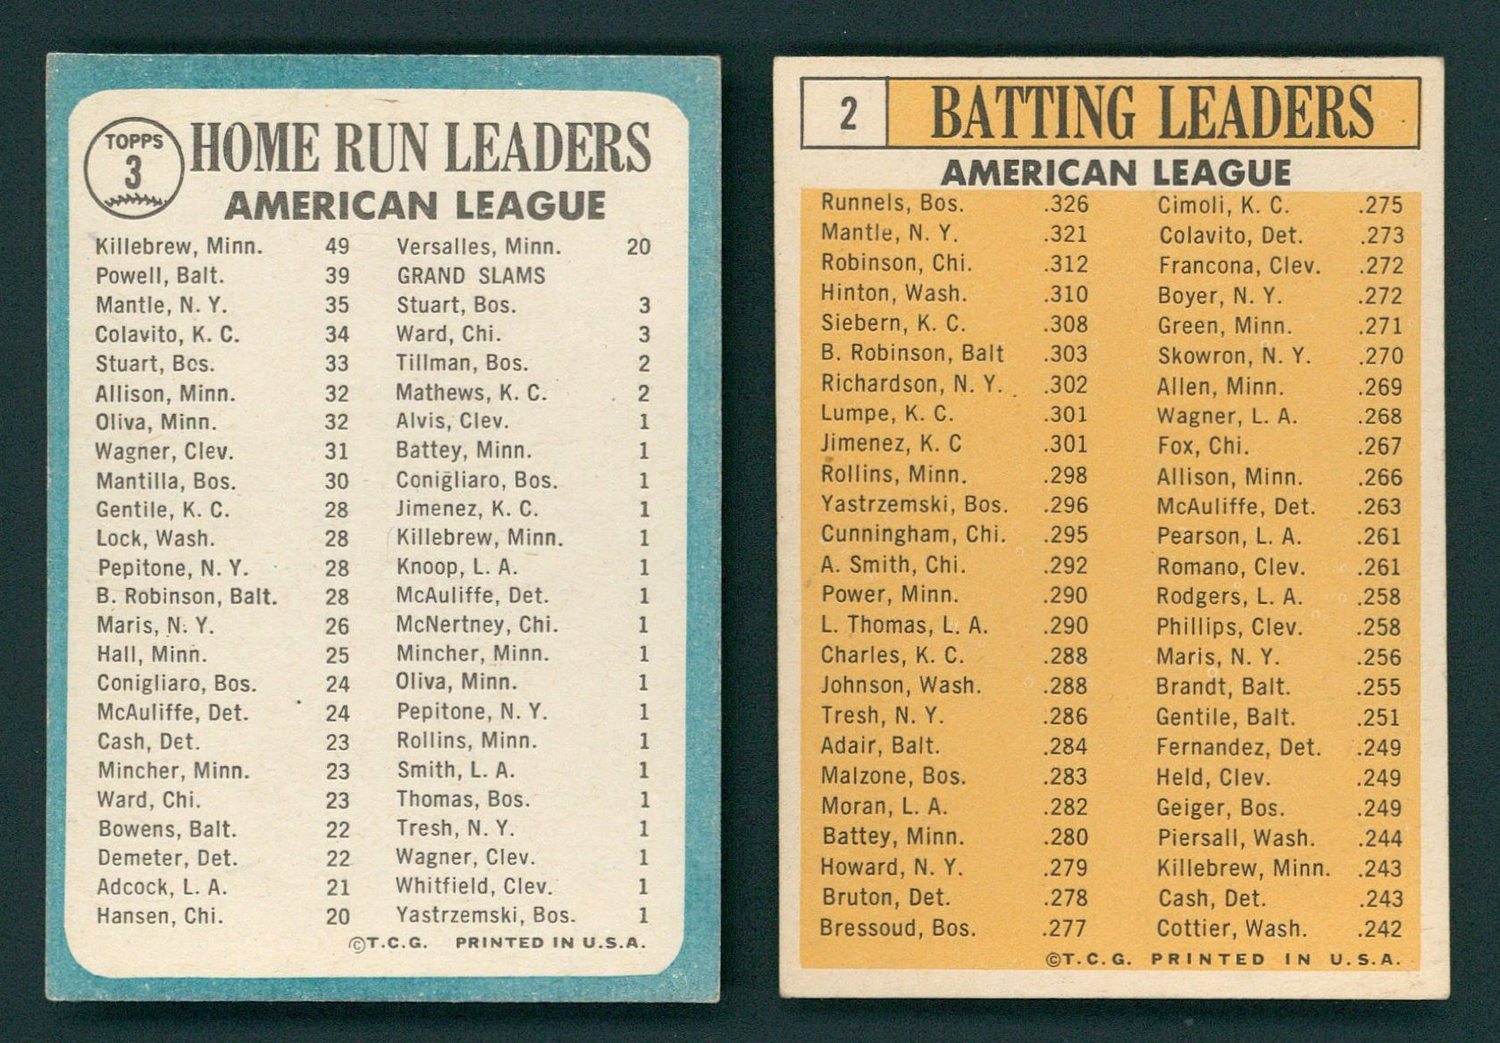 TOPPS
3
HOME RUN LEADERS
AMERICAN LEAGUE
Killebrew, Minn. 49
Powell, Balt. 39
Mantle, N. Y. 35
Colavito, K. C. 34
Stuart, Bos. 33
Allison, Minn. 32
Oliva, Minn. 32
Wagner, Clev. 31
Mantilla, Bos. 30
Gentile, K. C. 28
Lock, Wash. 28
Pepitone, N. Y. 28
B. Robinson, Balt. 28
Maris, N. Y. 26
Hall, Minn. 25
Conigliaro, Bos. 24
McAuliffe, Det. 24
Cash, Det. 23
Mincher, Minn. 23
Ward, Chi. 23
Bowens, Balt. 22
Demeter, Det. 22
Adcock, L. A. 21
Hansen, Chi. 20
Versalles, Minn. 20
GRAND SLAMS
Stuart, Bos. 3
Ward, Chi. 3
Tillman, Bos. 2
Mathews, K. C. 2
Alvis, Clev. 1
Battey, Minn. 1
Conigliaro, Bos. 1
Jimenez, K. C. 1
Killebrew, Minn. 1
Knoop, L. A. 1
McAuliffe, Det. 1
McNertney, Chi. 1
Mincher, Minn. 1
Oliva, Minn. 1
Pepitone, N. Y. 1
Rollins, Minn. 1
Smith, L. A. 1
Thomas, Bos. 1
Tresh, N. Y. 1
Wagner, Clev. 1
Whitfield, Clev. 1
Yastrzemski, Bos. 1
©T.C.G. PRINTED IN U.S.A.
2
BATTING LEADERS
AMERICAN LEAGUE
Runnels, Bos. .326
Mantle, N. Y. .321
Robinson, Chi. .312
Hinton, Wash. .310
Siebern, K. C. .308
B. Robinson, Balt .303
Richardson, N. Y. .302
Lumpe, K. C. .301
Jimenez, K. C .301
Rollins, Minn. .298
Yastrzemski, Bos. .296
Cunningham, Chi. .295
A. Smith, Chi. .292
Power, Minn. .290
L. Thomas, L. A. .290
Charles, K. C. .288
Johnson, Wash. .288
Tresh, N. Y. .286
Adair, Balt. .284
Malzone, Bos. .283
Moran, L. A. .282
Battey, Minn. .280
Howard, N. Y. .279
Bruton, Det. .278
Bressoud, Bos. .277
Cimoli, K. C. .275
Colavito, Det. .273
Francona, Clev. .272
Boyer, N. Y. .272
Green, Minn. .271
Skowron, N. Y. .270
Allen, Minn. .269
Wagner, L. A. .268
Fox, Chi. .267
Allison, Minn. .266
McAuliffe, Det. .263
Pearson, L. A. .261
Romano, Clev. .261
Rodgers, L. A. .258
Phillips, Clev. .258
Maris, N. Y. .256
Brandt, Balt. .255
Gentile, Balt. .251
Fernandez, Det. .249
Held, Clev. .249
Geiger, Bos. .249
Piersall, Wash. .244
Killebrew, Minn. .243
Cash, Det. .243
Cottier, Wash. .242
©T.C.G. PRINTED IN U.S.A.